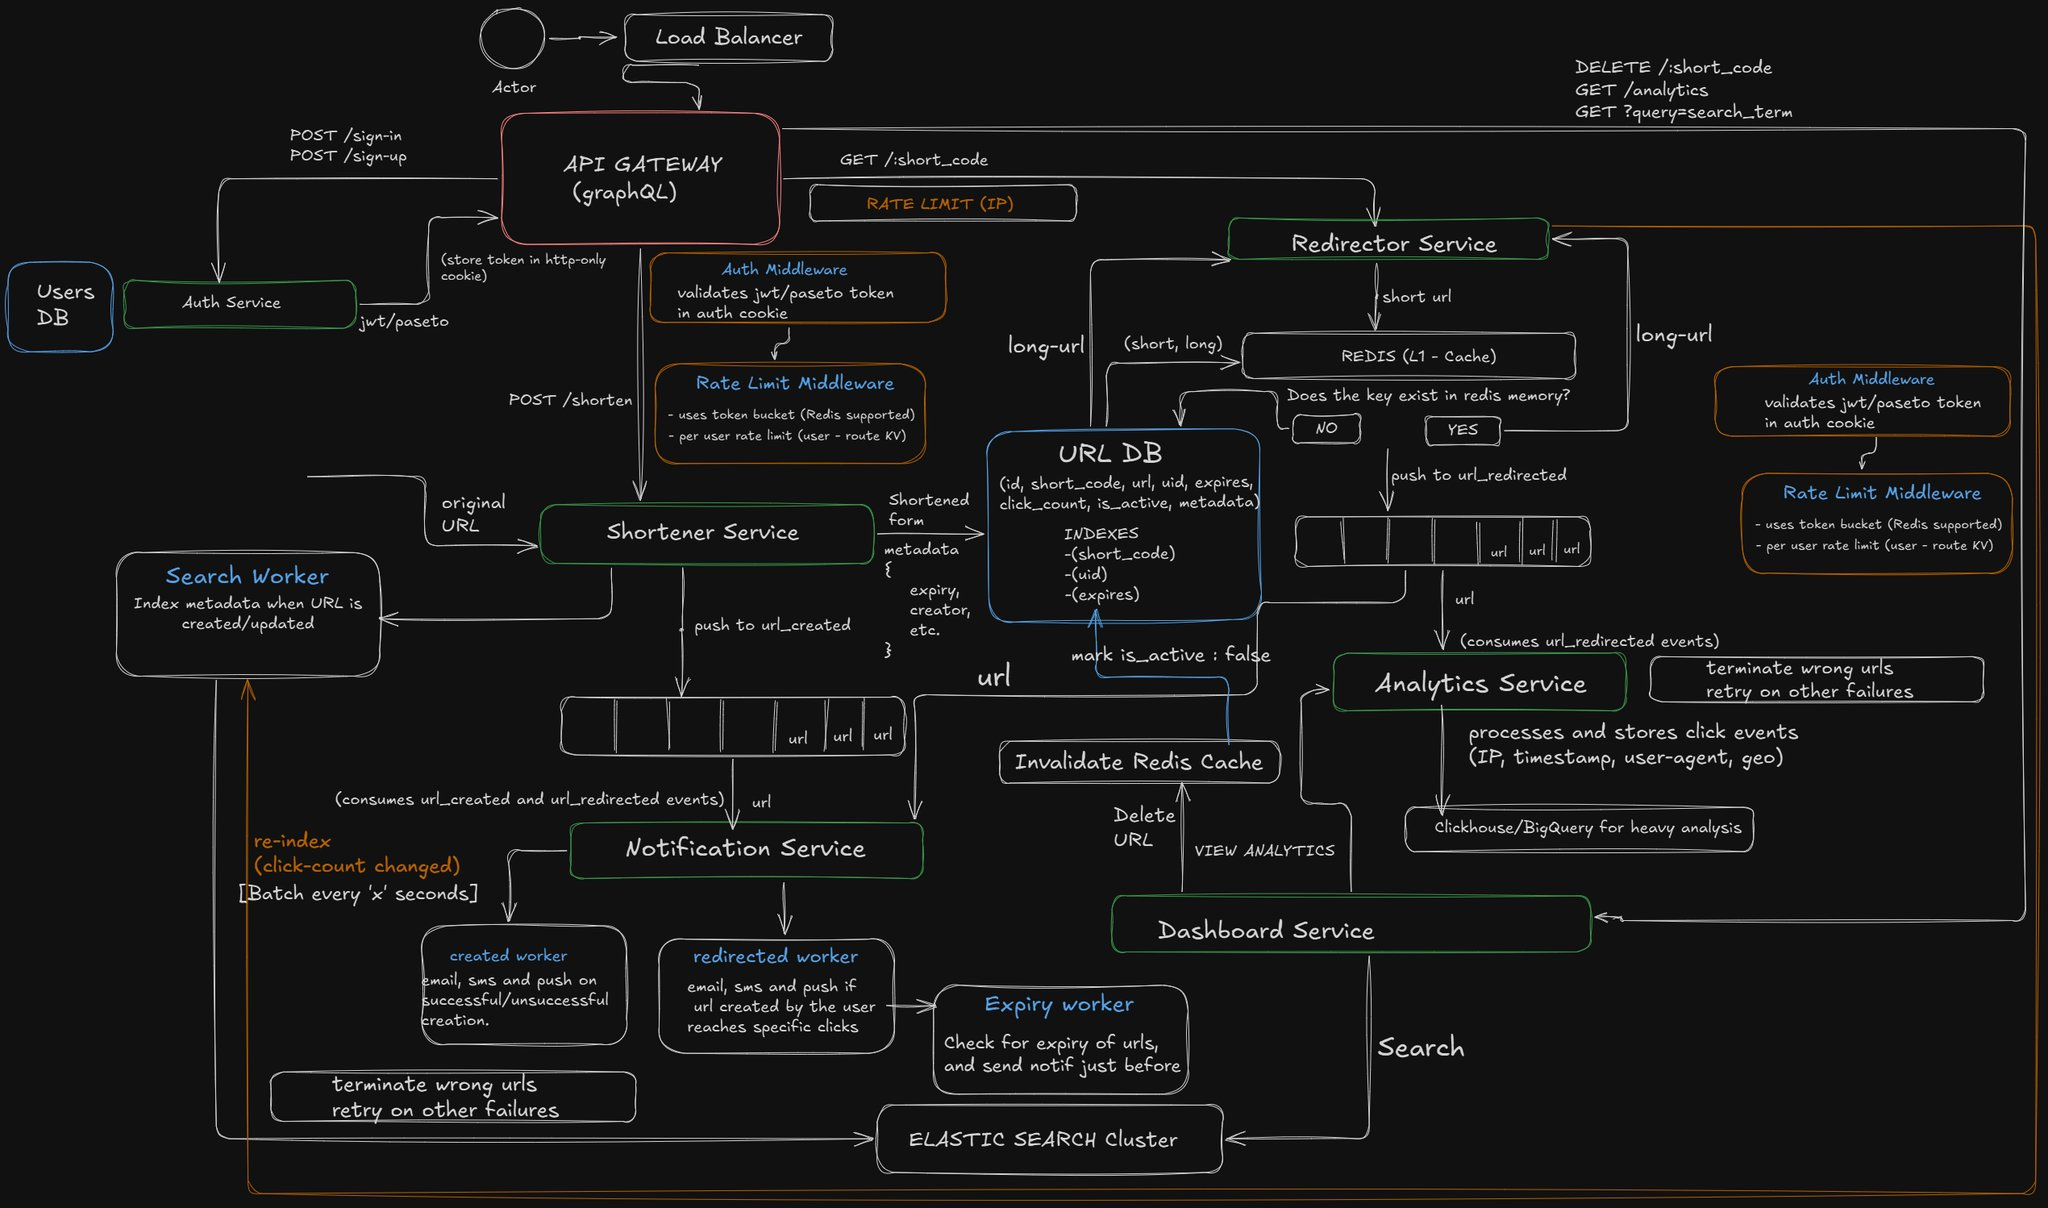 Actor
Load Balancer
DELETE /:short_code
GET /analytics
GET ?query=search_term
POST /sign-in
POST /sign-up
API GATEWAY
(graphQL)
GET /:short_code
RATE LIMIT (IP)
Redirector Service
Users
DB
Auth Service
jwt/paseto
(store token in http-only
cookie)
Auth Middleware
validates jwt/paseto token
in auth cookie
Rate Limit Middleware
- uses token bucket (Redis supported)
- per user rate limit (user - route KV)
POST /shorten
short url
long-url
(short, long)
REDIS (L1 - Cache)
long-url
Does the key exist in redis memory?
NO
YES
Auth Middleware
validates jwt/paseto token
in auth cookie
Rate Limit Middleware
- uses token bucket (Redis supported)
- per user rate limit (user - route KV)
URL DB
(id, short_code, url, uid, expires,
click_count, is_active, metadata)
INDEXES
-(short_code)
-(uid)
-(expires)
push to url_redirected
url
url
url
original
URL
Shortener Service
Shortened
form
metadata
{
expiry,
creator,
etc.
}
Search Worker
Index metadata when URL is
created/updated
push to url_created
url
url
url
url
mark is_active : false
url
(consumes url_redirected events)
Analytics Service
terminate wrong urls
retry on other failures
processes and stores click events
(IP, timestamp, user-agent, geo)
Clickhouse/BigQuery for heavy analysis
Invalidate Redis Cache
Delete
URL
VIEW ANALYTICS
(consumes url_created and url_redirected events)
url
Notification Service
re-index
(click-count changed)
[Batch every 'x' seconds]
created worker
email, sms and push on
successful/unsuccessful
creation.
redirected worker
email, sms and push if
url created by the user
reaches specific clicks
Expiry worker
Check for expiry of urls,
and send notif just before
Dashboard Service
Search
terminate wrong urls
retry on other failures
ELASTIC SEARCH Cluster